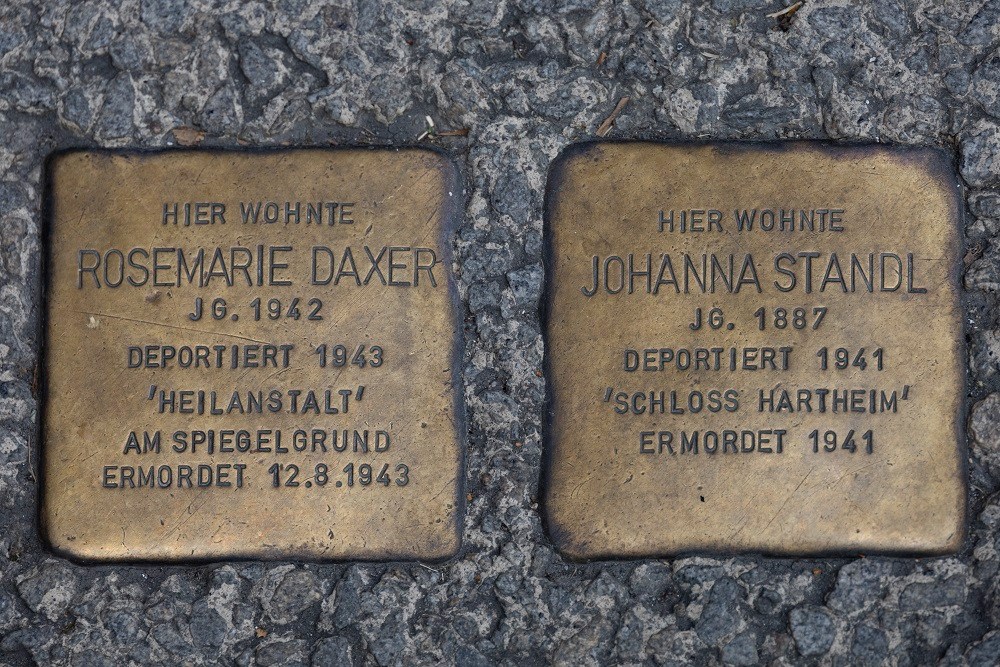 HIER WOHNTE
ROSEMARIE DAXER
JG. 1942
DEPORTIERT 1943
'HEILANSTALT'
AM SPIEGELGRUND
ERMORDET 12.8.1943
HIER WOHNTE
JOHANNA STANDL
JG. 1887
DEPORTIERT 1941
'SCHLOSS HARTHEIM'
ERMORDET 1941